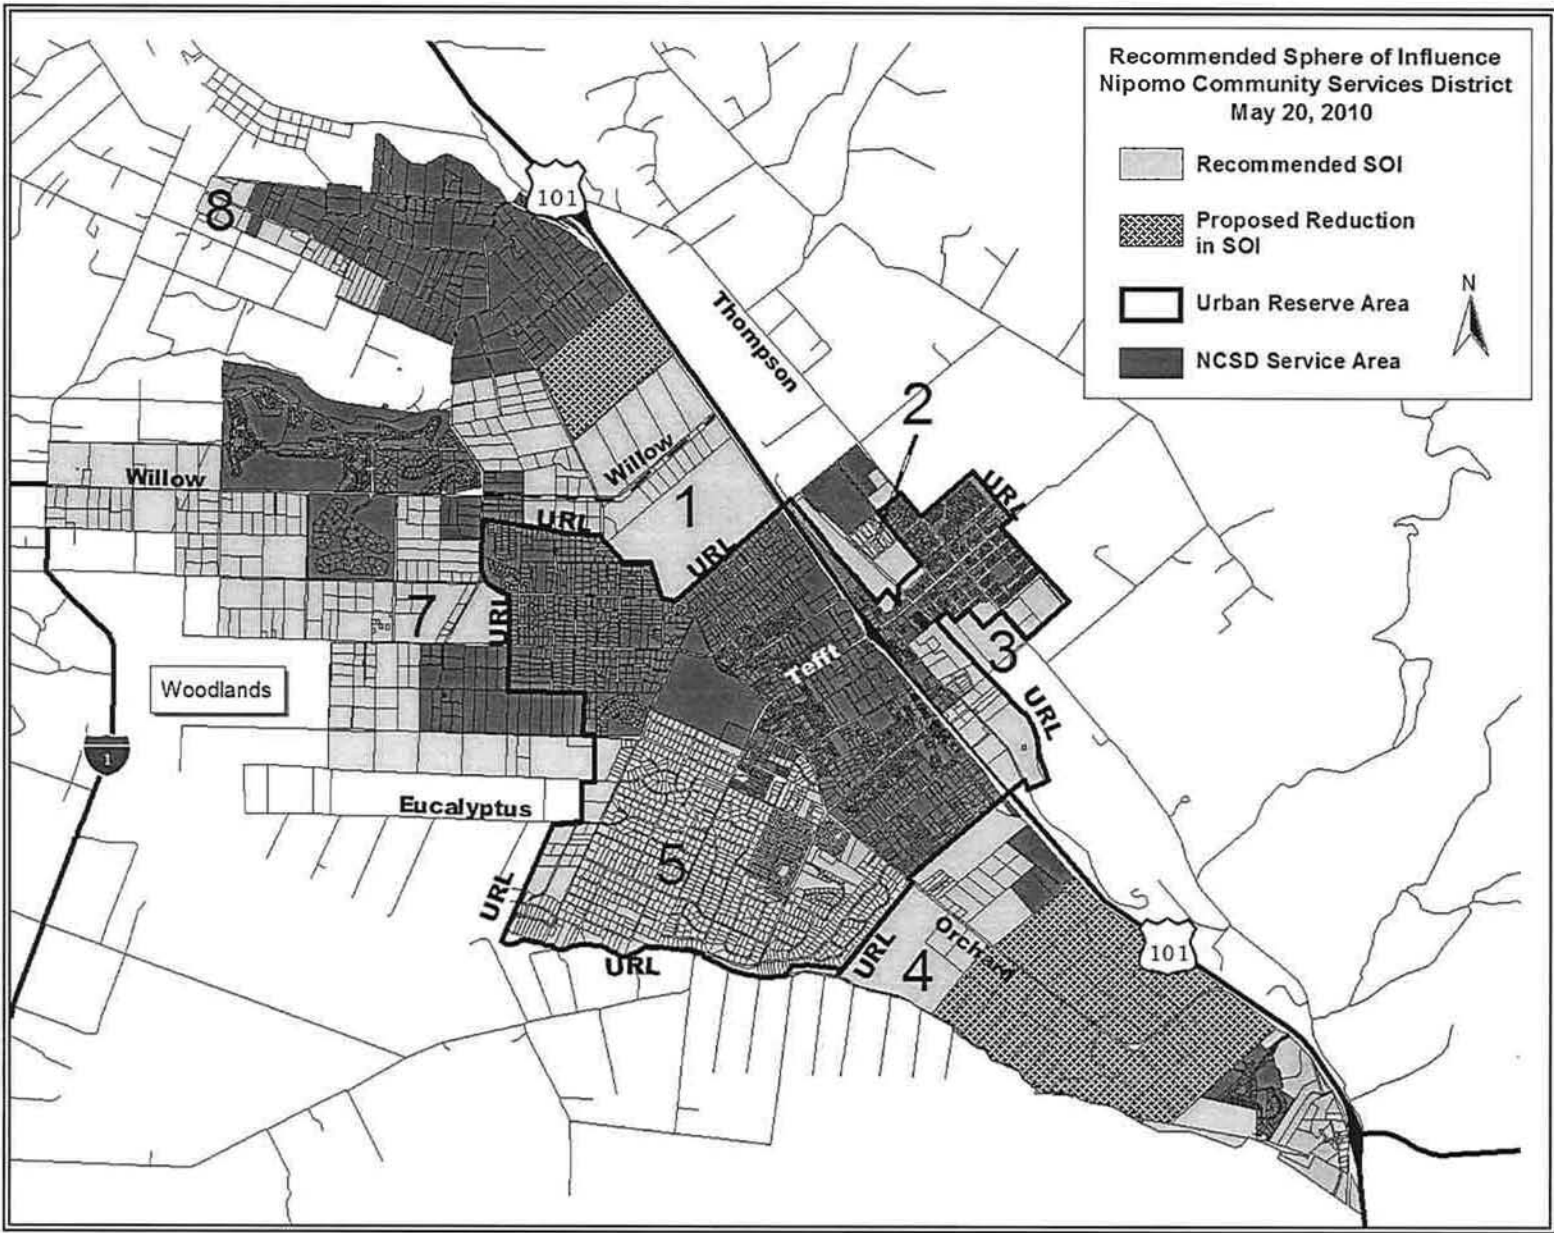 Recommended Sphere of Influence
Nipomo Community Services District
May 20, 2010
Recommended SOI
Proposed Reduction
in SOI
Urban Reserve Area
NCSD Service Area
N
101
8
Thompson
2
Willow
Willow
1
URL
URL
URL
7
URL
3
Tefft
URL
Woodlands
1
Eucalyptus
5
URL
URL
URL
Orchard
4
101